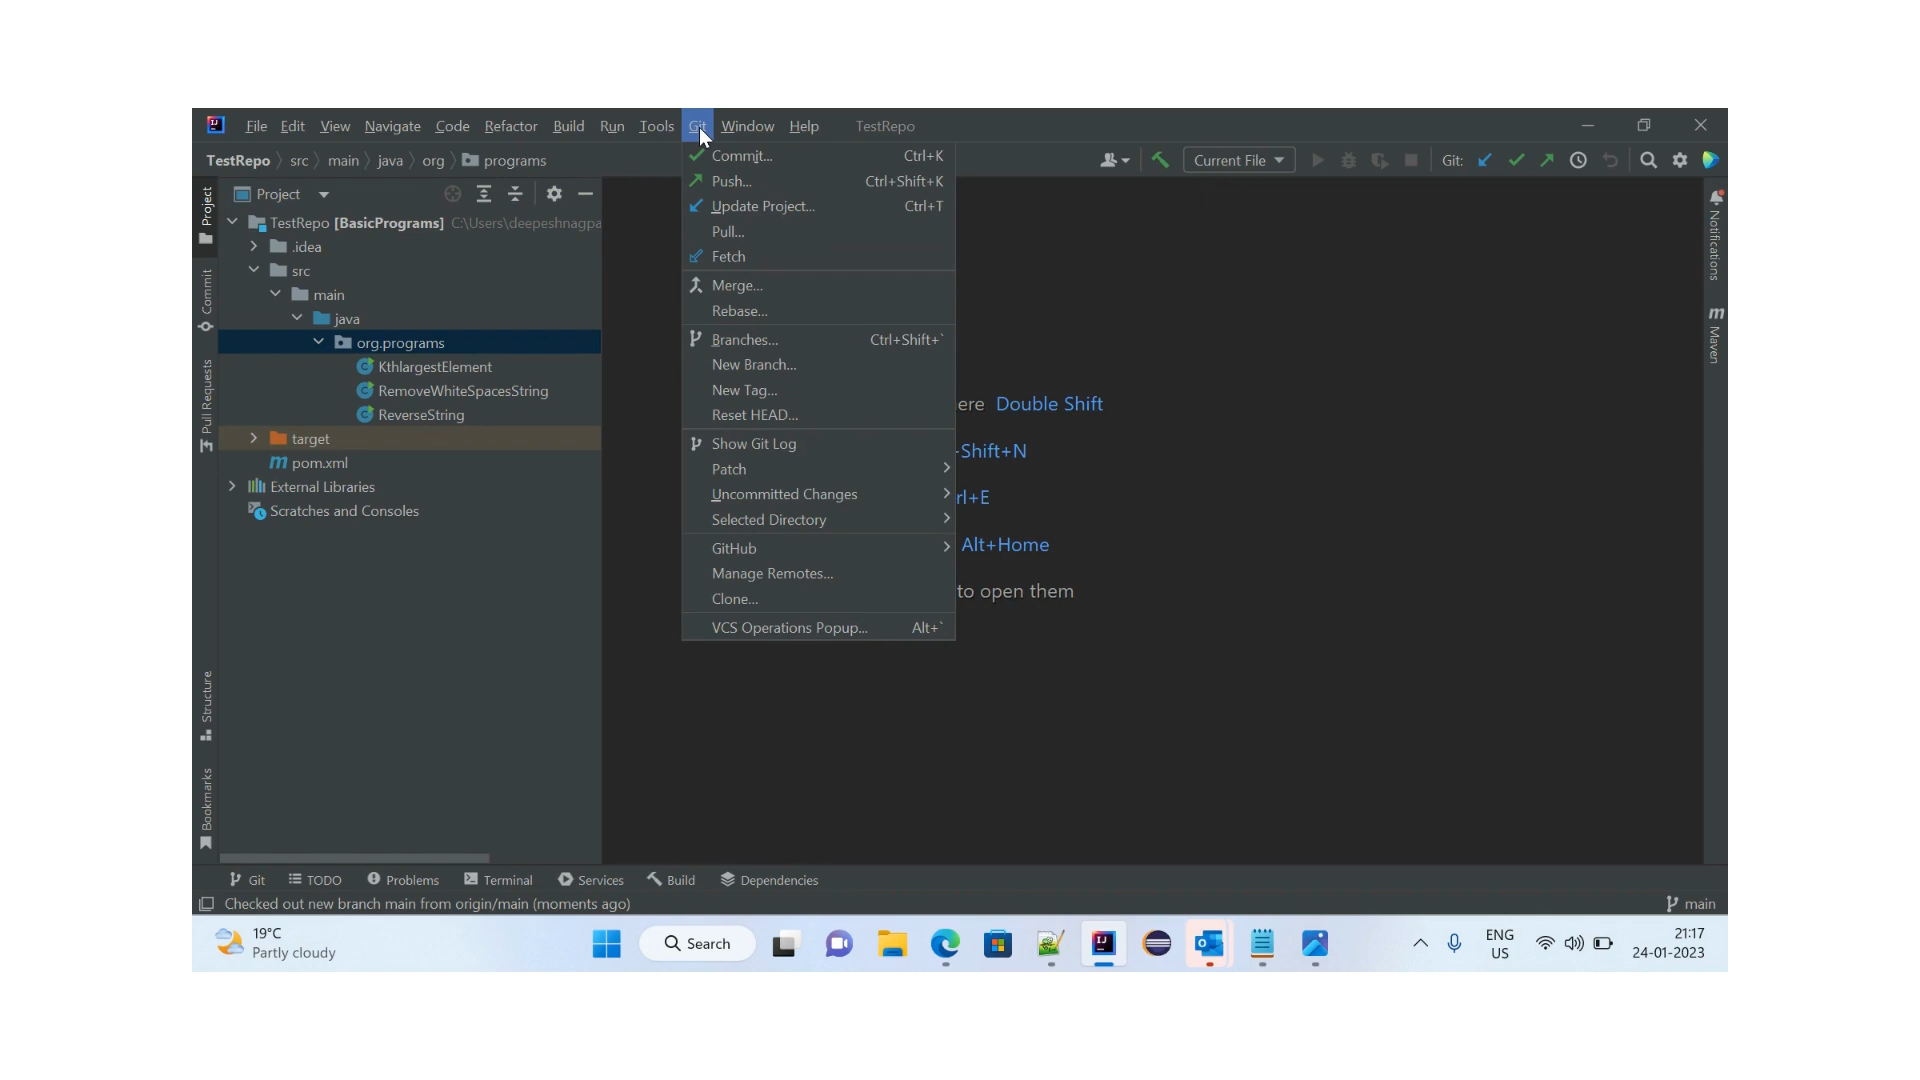 File Edit View Navigate Code Refactor Build Run Tools Git Window Help TestRepo
TestRepo src main java org programs
Current File
Git:
Project
TestRepo [BasicPrograms] C:\Users\deepeshnagpa
.idea
src
main
java
org.programs
KthlargestElement
RemoveWhiteSpacesString
ReverseString
target
pom.xml
External Libraries
Scratches and Consoles
Project
Commit
Pull Requests
Structure
Bookmarks
Commit... Ctrl+K
Push... Ctrl+Shift+K
Update Project... Ctrl+T
Pull...
Fetch
Merge...
Rebase...
Branches... Ctrl+Shift+`
New Branch...
New Tag...
Reset HEAD...
Show Git Log
Patch
Uncommitted Changes
Selected Directory
GitHub
Manage Remotes...
Clone...
VCS Operations Popup... Alt+`
ere Double Shift
-Shift+N
rl+E
Alt+Home
to open them
Notifications
Maven
Git TODO Problems Terminal Services Build Dependencies
Checked out new branch main from origin/main (moments ago)
main
19°C
Partly cloudy
Search
ENG
US
21:17
24-01-2023